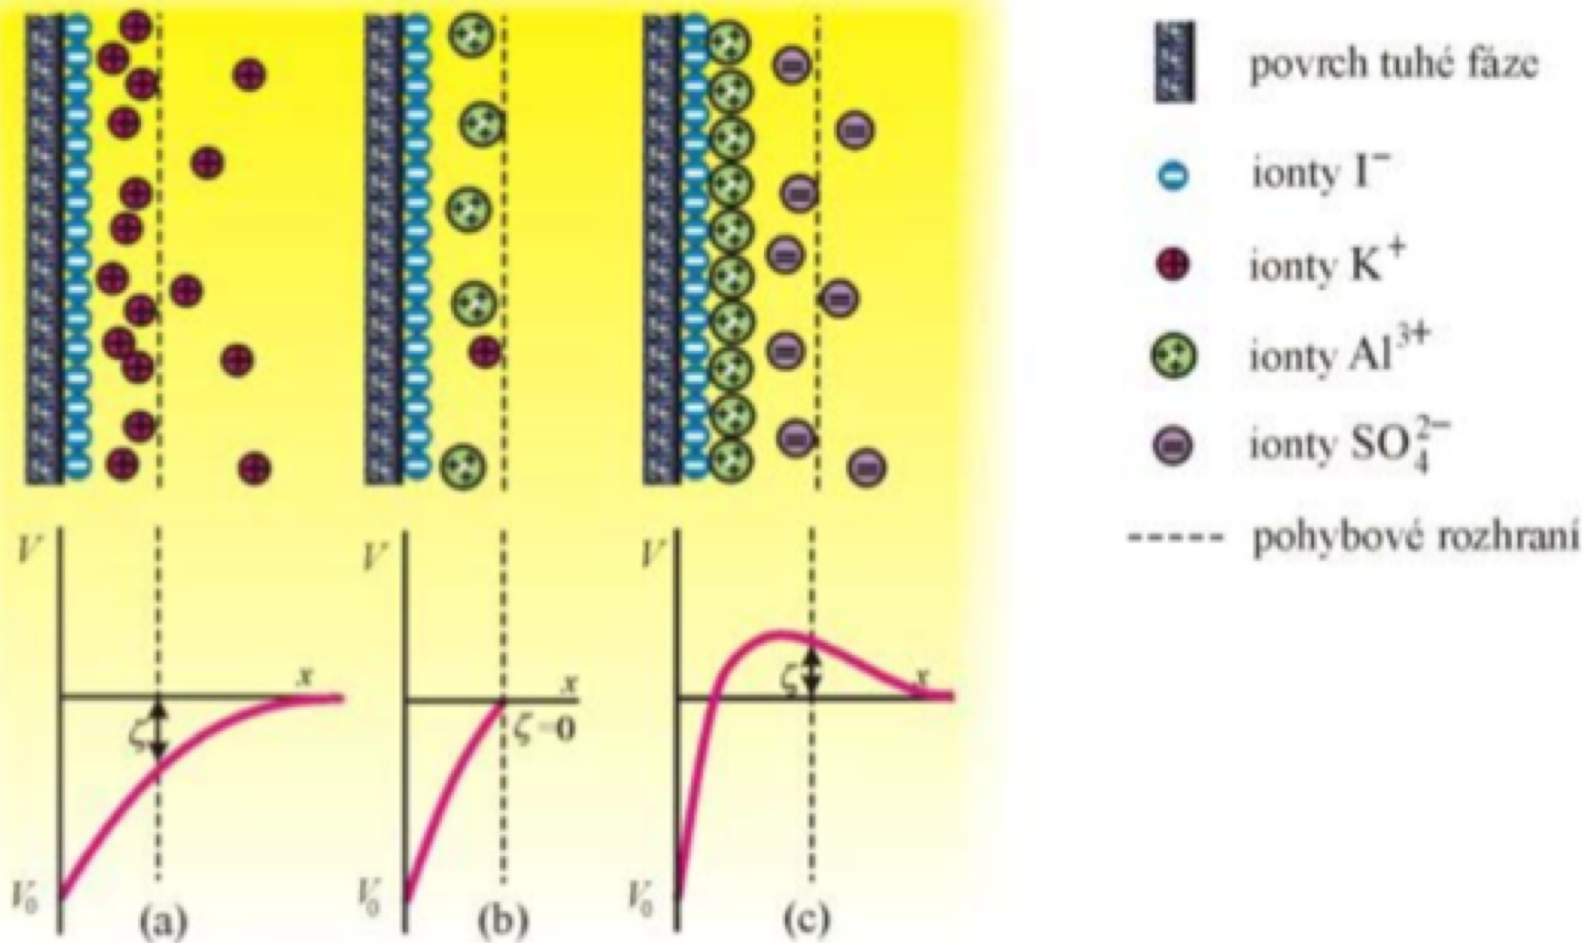 povrch tuhé fáze
ionty I⁻
ionty K⁺
ionty Al³⁺
ionty SO₄²⁻
pohybové rozhraní
V
x
ζ
V₀
(a)
V
x
ζ=0
V₀
(b)
V
x
ζ
V₀
(c)